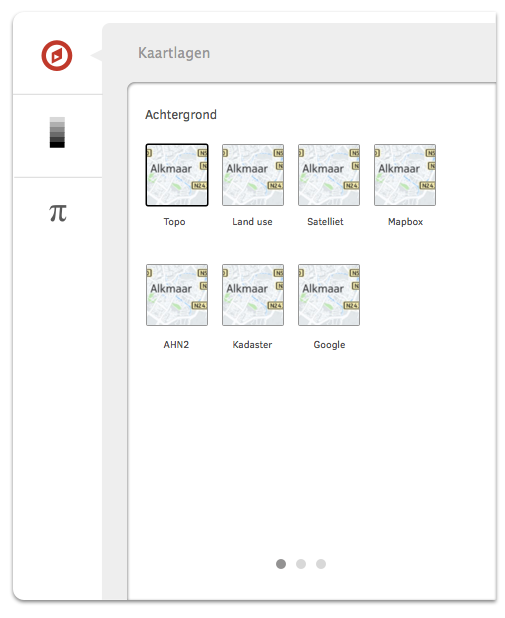 Kaartlagen
Achtergrond
Alkmaar N24
Alkmaar N24
Alkmaar N24
Alkmaar N24
Topo
Land use
Satelliet
Mapbox
Alkmaar N24
Alkmaar N24
Alkmaar N24
AHN2
Kadaster
Google
π